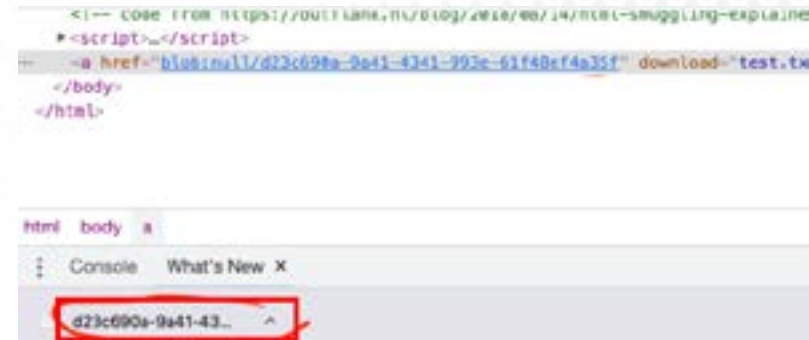 <!-- code from https://outflank.nl/blog/2018/08/14/html-smuggling-explaine
<script>…</script>
<a href="blob:null/d23c690a-9a41-4341-993e-61f48ef4a35f" download="test.tx
</body>
</html>
html body a
Console What's New ×
d23c690a-9a41-43...